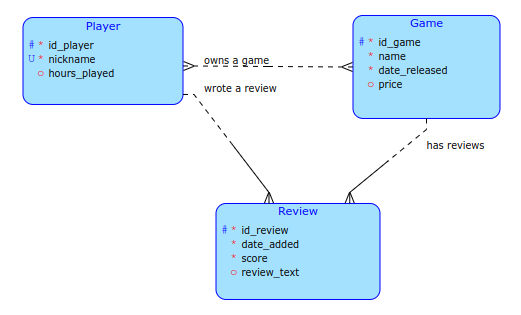 Player
# * id_player
U * nickname
o hours_played
Game
# * id_game
* name
* date_released
o price
owns a game
wrote a review
has reviews
Review
# * id_review
* date_added
* score
o review_text